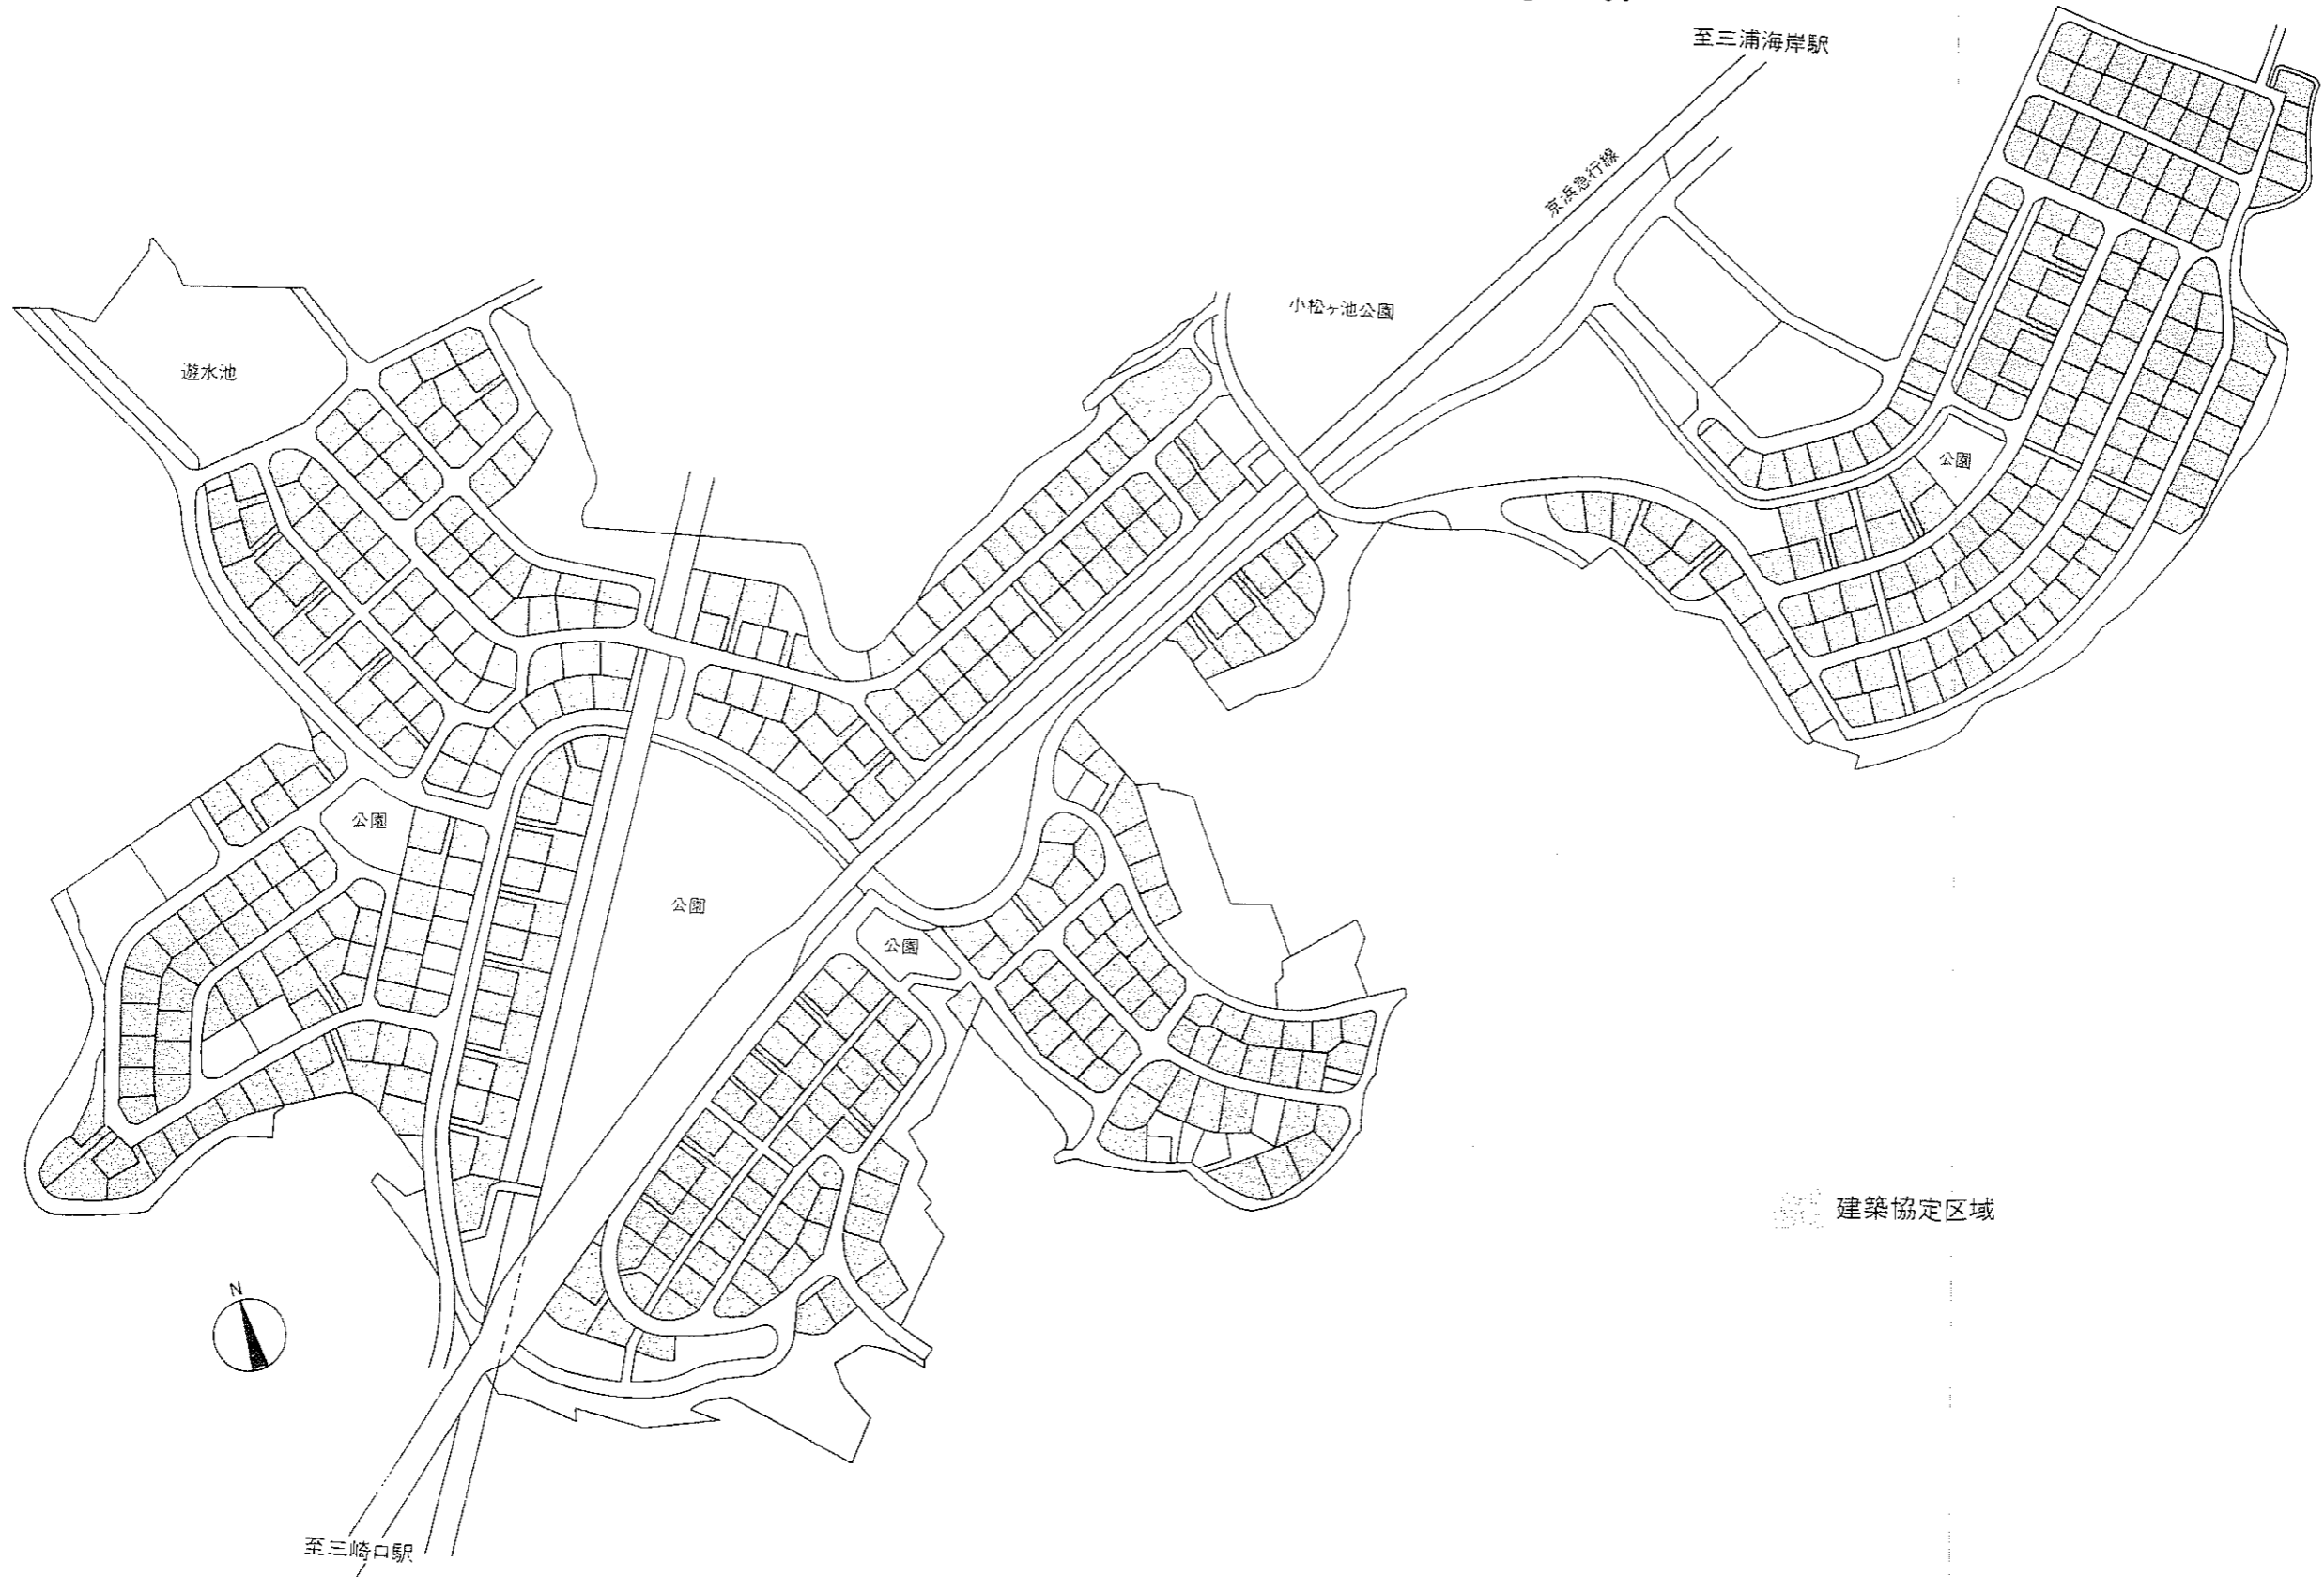 至三浦海岸駅
京浜急行線
小松ヶ池公園
遊水池
公園
公園
公園
公園
建築協定区域
N
至三崎口駅